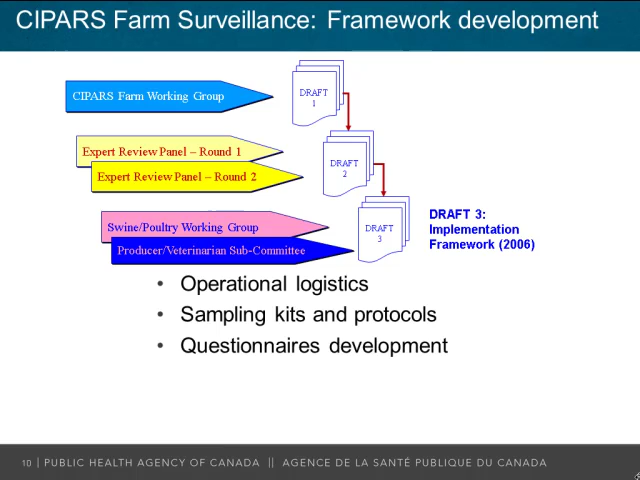 CIPARS Farm Surveillance: Framework development
CIPARS Farm Working Group
DRAFT
1
Expert Review Panel – Round 1
Expert Review Panel – Round 2
DRAFT
2
Swine/Poultry Working Group
Producer/Veterinarian Sub-Committee
DRAFT
3
DRAFT 3:
Implementation
Framework (2006)
• Operational logistics
• Sampling kits and protocols
• Questionnaires development
10 | PUBLIC HEALTH AGENCY OF CANADA || AGENCE DE LA SANTÉ PUBLIQUE DU CANADA